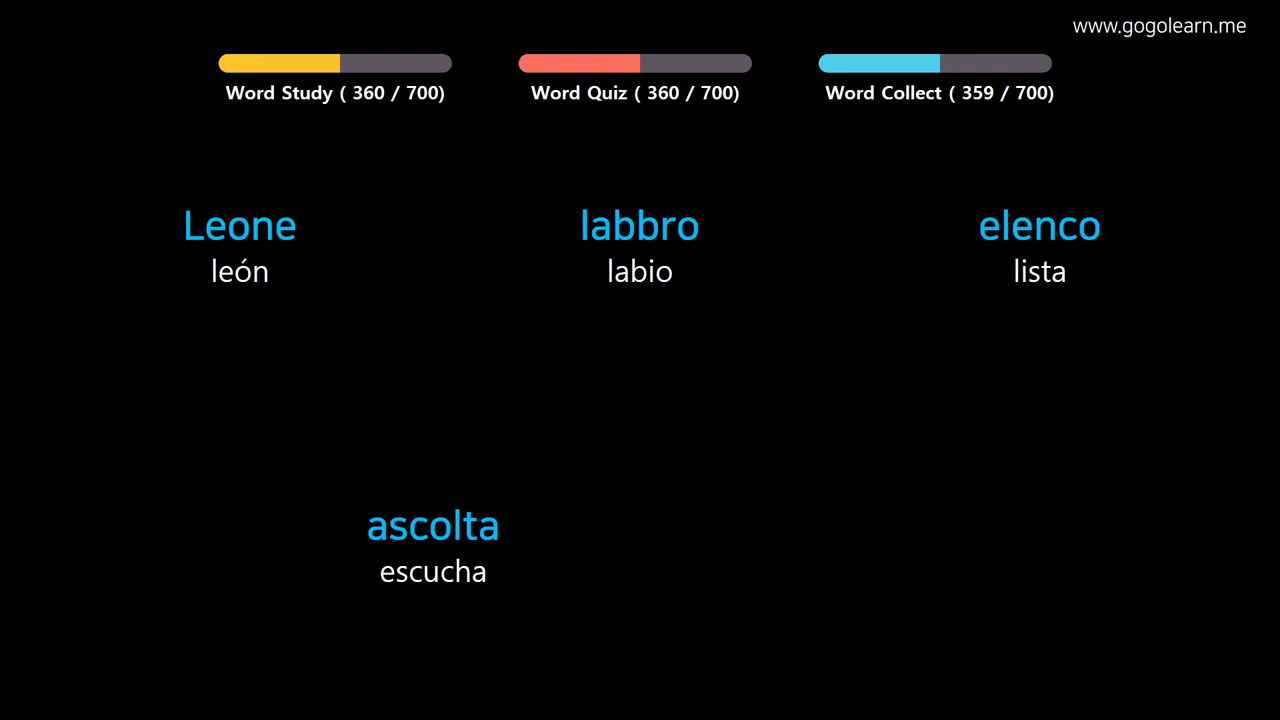 www.gogolearn.me
Word Study ( 360 / 700)
Word Quiz ( 360 / 700)
Word Collect ( 359 / 700)
Leone
león
labbro
labio
elenco
lista
ascolta
escucha